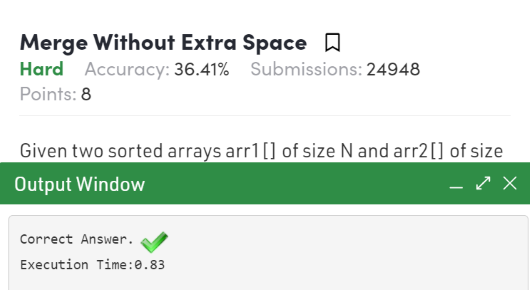 Merge Without Extra Space
Hard Accuracy: 36.41% Submissions: 24948
Points: 8
Given two sorted arrays arr1[] of size N and arr2[] of size
Output Window
Correct Answer.
Execution Time:0.83